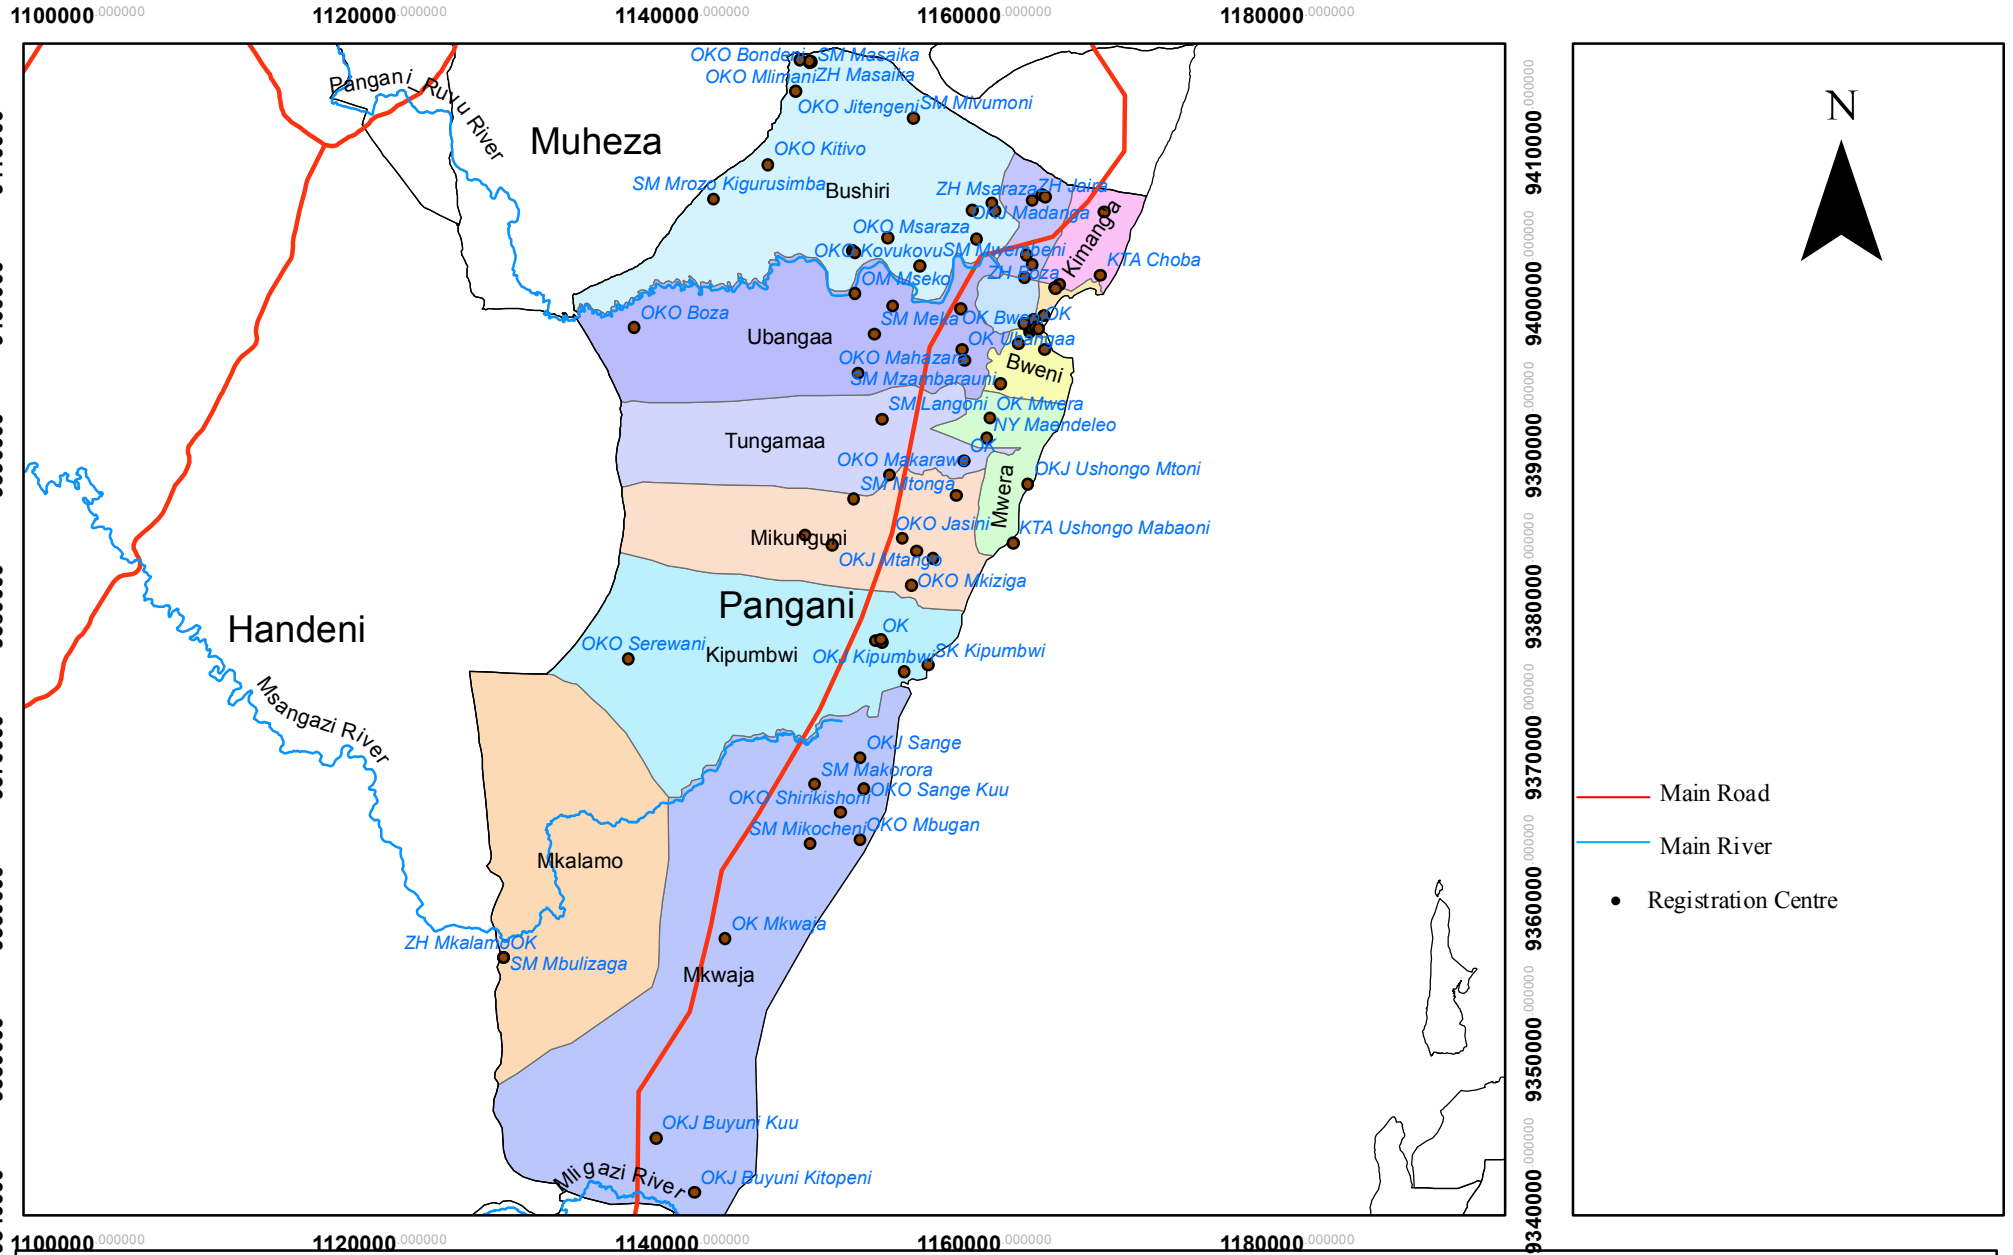 1100000.000000 1120000.000000 1140000.000000 1160000.000000 1180000.000000
OKO Bondeni SM Masaika
OKO Mlimani ZH Masaika
Pangani_Ruvu River
OKO Jitengeni SM Mivumoni
N
Muheza
OKO Kitivo
SM Mrozo Kigurusimba
Bushiri
ZH Msaraza ZH Jaira
OKJ Madanga
OKO Msaraza
Kimanga
OKO Kovukovu SM Mwembeni
KTA Choba
OM Mseko
ZH Boza
OKO Boza
SM Meka OK Bweni OK
Ubangaa
OK Ubangaa
OKO Mahazara
Bweni
SM Mzambarauni
SM Langoni OK Mwera
NY Maendeleo
Tungamaa
OK
OKO Makarawe
OKJ Ushongo Mtoni
SM Mtonga
Mwera
OKO Jasini
KTA Ushongo Mabaoni
Mikunguni
OKJ Mtango
OKO Mkiziga
Pangani
Handeni
OK
OKO Serewani
Kipumbwi
OKJ Kipumbwi SK Kipumbwi
Msangazi River
OKJ Sange
SM Makorora
OKO Shirikishoni OKO Sange Kuu
SM Mikocheni OKO Mbugan
Main Road
Main River
Registration Centre
Mkalamo
OK Mkwaja
ZH Mkalamo OK
SM Mbulizaga
Mkwaja
OKJ Buyuni Kuu
Mligazi River
OKJ Buyuni Kitopeni
9410000.000000
9400000.000000
9390000.000000
9380000.000000
9370000.000000
9360000.000000
9350000.000000
9340000.000000
1100000.000000 1120000.000000 1140000.000000 1160000.000000 1180000.000000